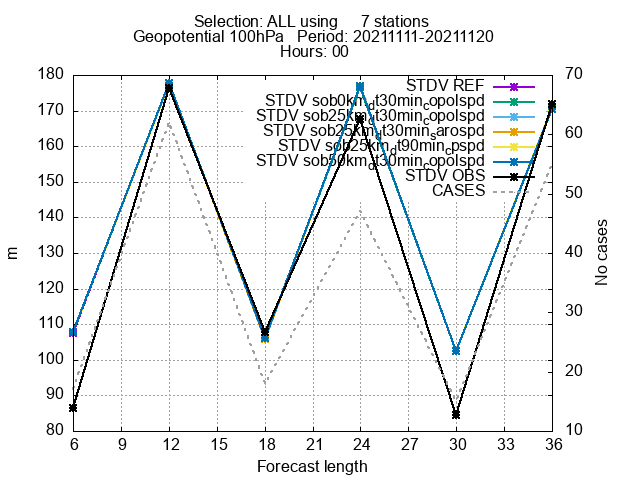 Selection: ALL using 7 stations
Geopotential 100hPa Period: 20211111-20211120
Hours: 00
STDV REF
STDV sob0km_dt30min_copolspd
STDV sob25km_dt30min_copolspd
STDV sob25km_dt30min_sarospd
STDV sob25km_dt90min_cpspd
STDV sob50km_dt30min_copolspd
STDV OBS
CASES
180
170
160
150
140
130
120
110
100
90
80
m
70
60
50
40
30
20
10
No cases
6 9 12 15 18 21 24 27 30 33 36
Forecast length